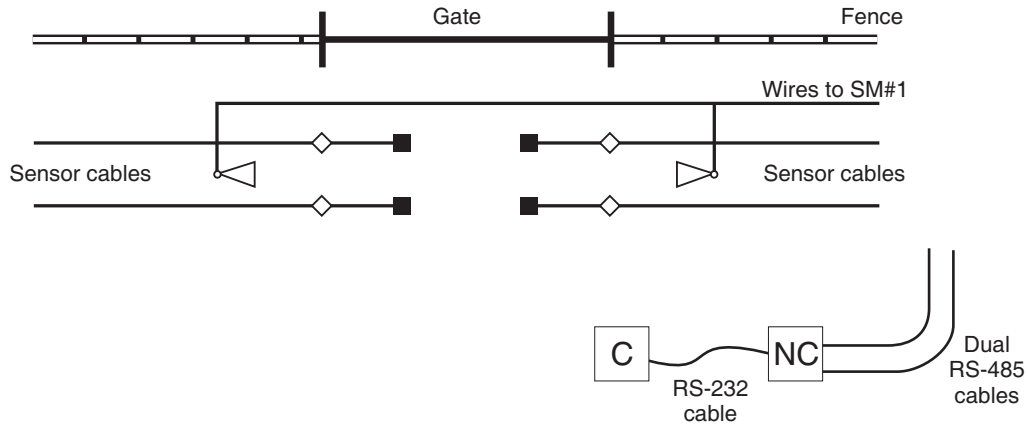 Gate
Fence
Wires to SM#1
Sensor cables
Sensor cables
C
NC
RS-232
cable
Dual
RS-485
cables